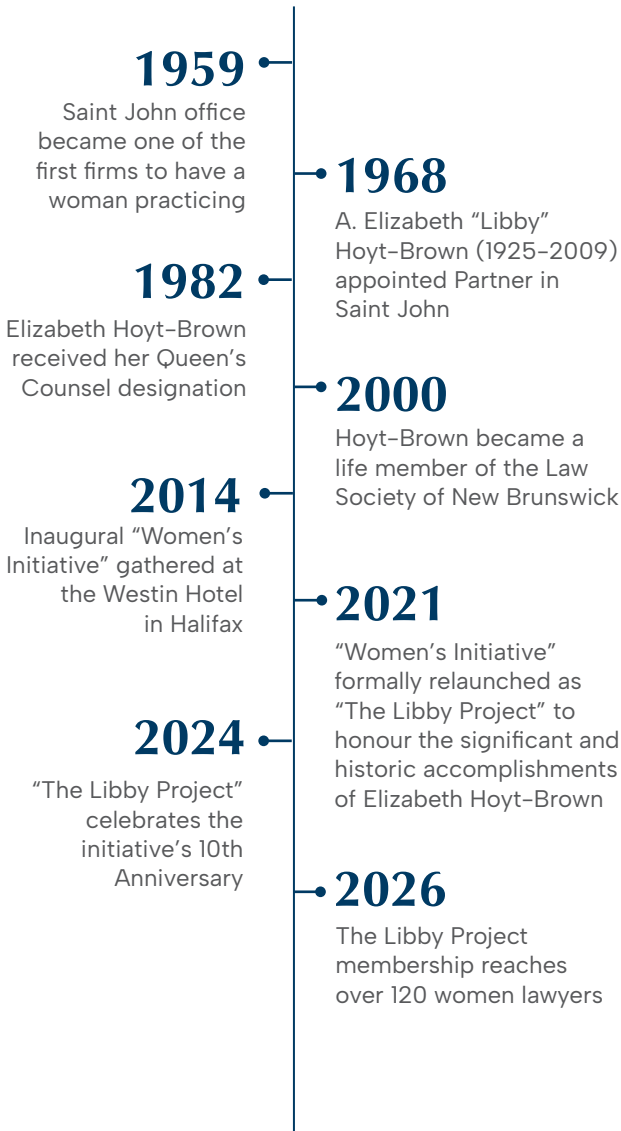 1959
Saint John office
became one of the
first firms to have a
woman practicing
1968
A. Elizabeth “Libby”
Hoyt-Brown (1925-2009)
appointed Partner in
Saint John
1982
Elizabeth Hoyt-Brown
received her Queen’s
Counsel designation
2000
Hoyt-Brown became a
life member of the Law
Society of New Brunswick
2014
Inaugural “Women’s
Initiative” gathered at
the Westin Hotel
in Halifax
2021
“Women’s Initiative”
formally relaunched as
“The Libby Project” to
honour the significant and
historic accomplishments
of Elizabeth Hoyt-Brown
2024
“The Libby Project”
celebrates the
initiative’s 10th
Anniversary
2026
The Libby Project
membership reaches
over 120 women lawyers